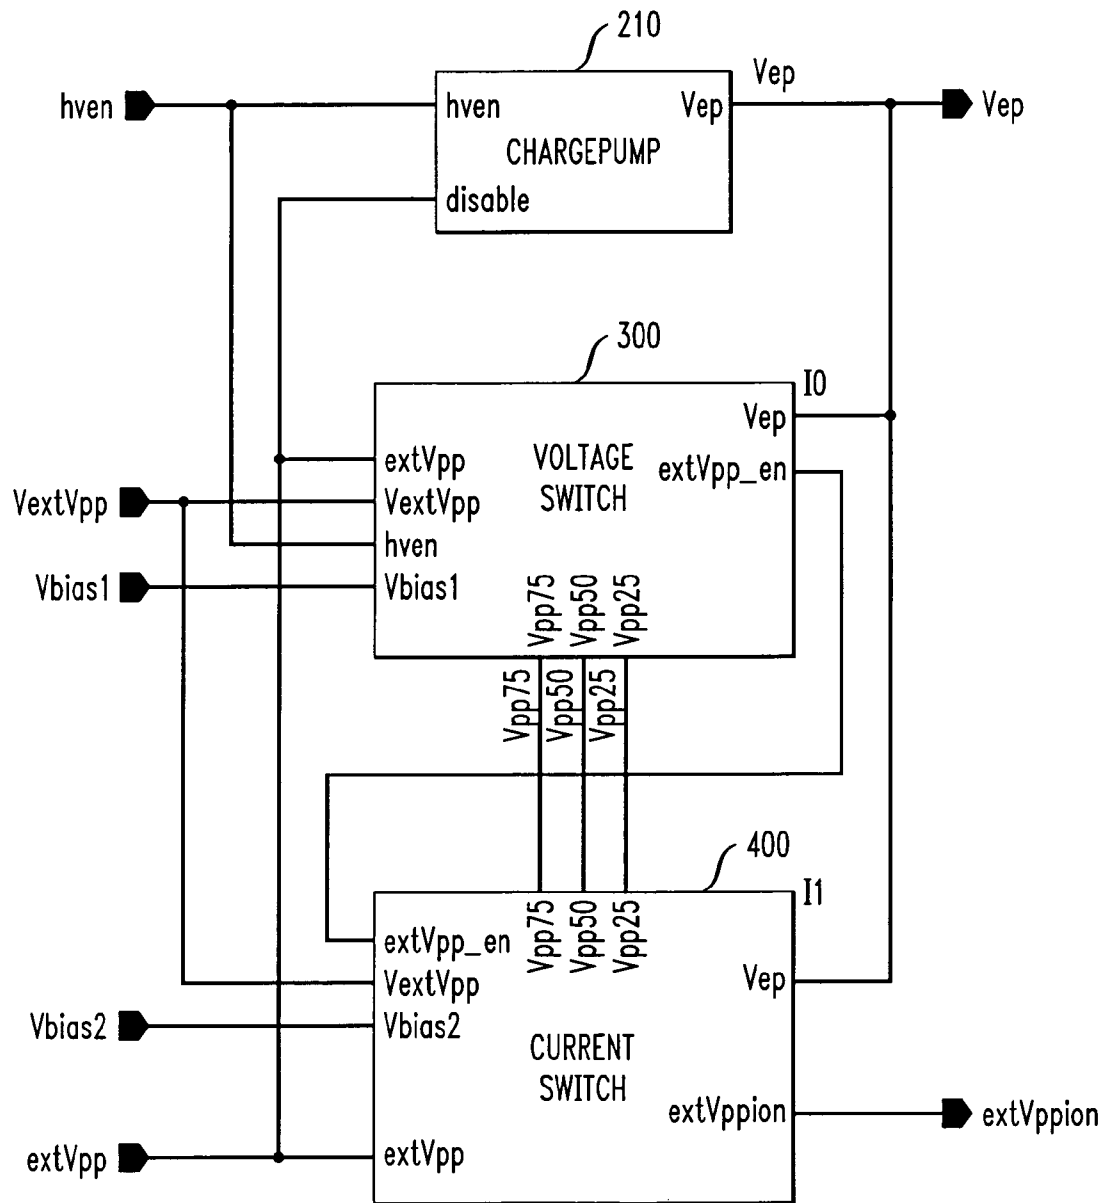 210
hven
hven
Vep
Vep
Vep
CHARGEPUMP
disable
300
I0
Vep
extVpp
VOLTAGE
SWITCH
extVpp_en
VextVpp
VextVpp
hven
Vbias1
Vbias1
Vpp75
Vpp50
Vpp25
Vpp75
Vpp50
Vpp25
400
I1
Vpp75
Vpp50
Vpp25
extVpp_en
VextVpp
Vep
Vbias2
Vbias2
CURRENT
SWITCH
extVppion
extVppion
extVpp
extVpp